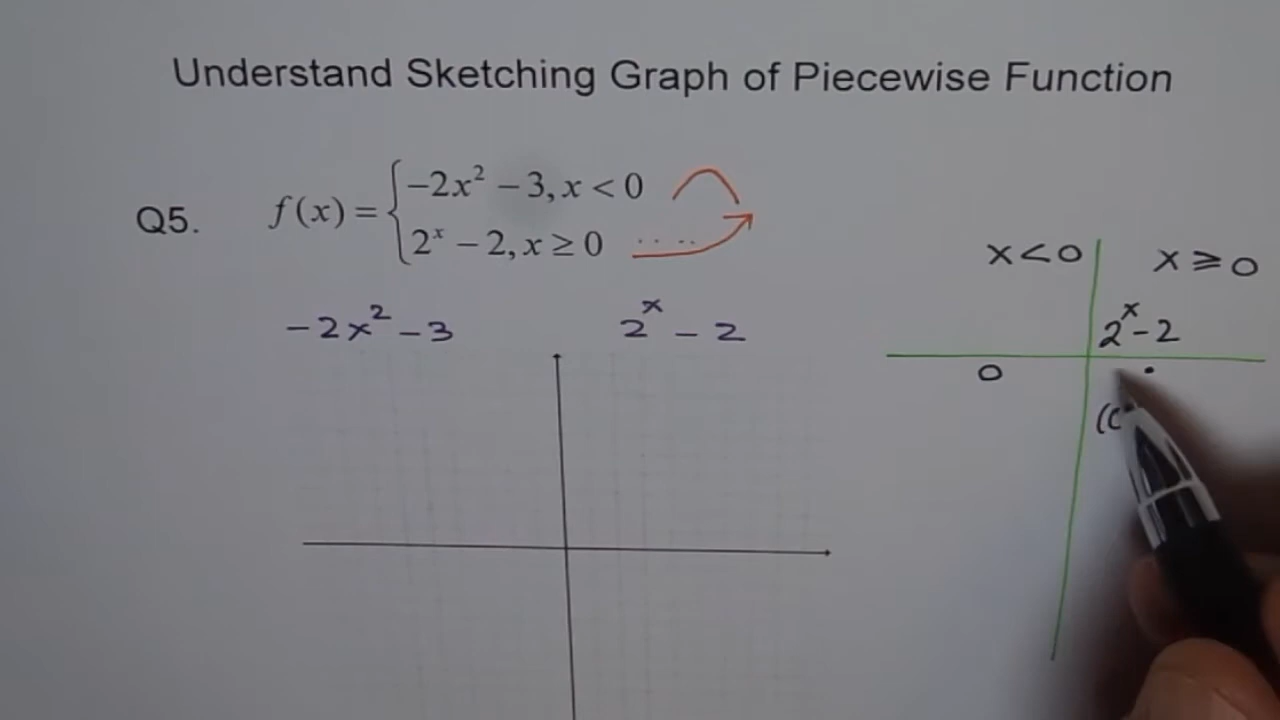 Understand Sketching Graph of Piecewise Function
Q5. f(x) = { −2x² − 3, x < 0
2ˣ − 2, x ≥ 0
−2x² − 3
2ˣ − 2
x < 0
x ≥ 0
2ˣ − 2
0